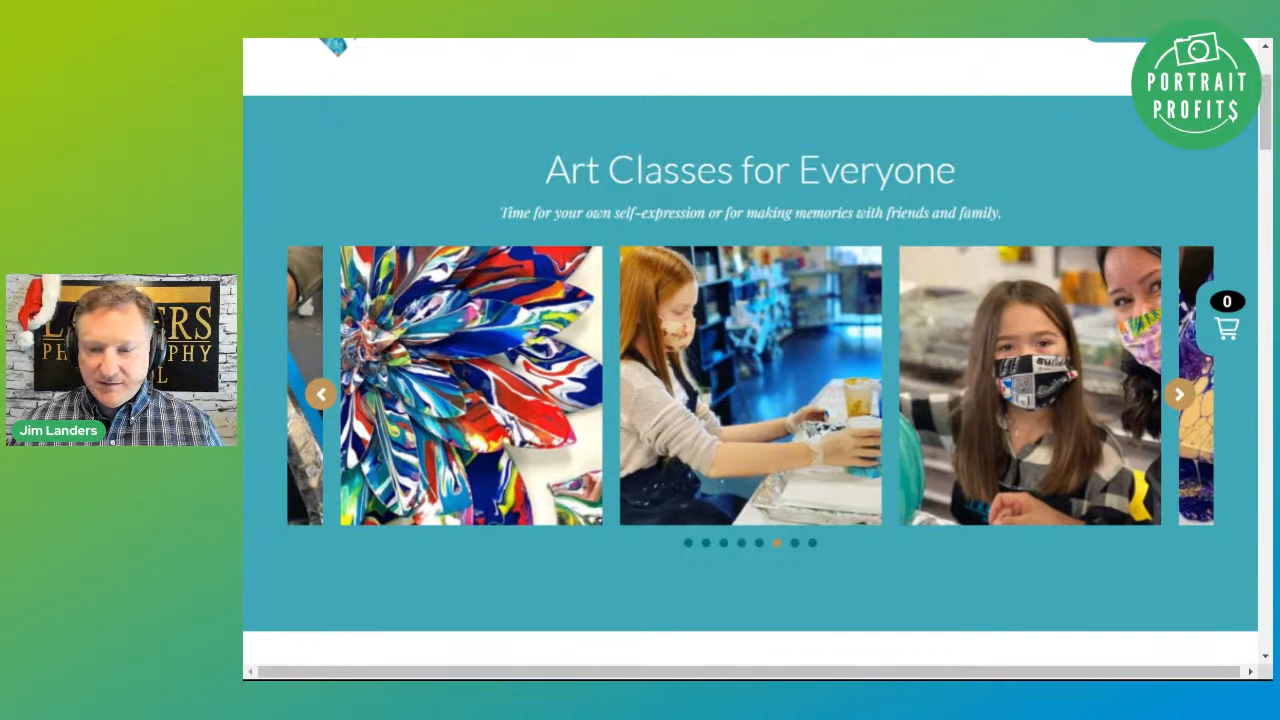 PORTRAIT
PROFIT$
Art Classes for Everyone
Time for your own self-expression or for making memories with friends and family.
0
Jim Landers